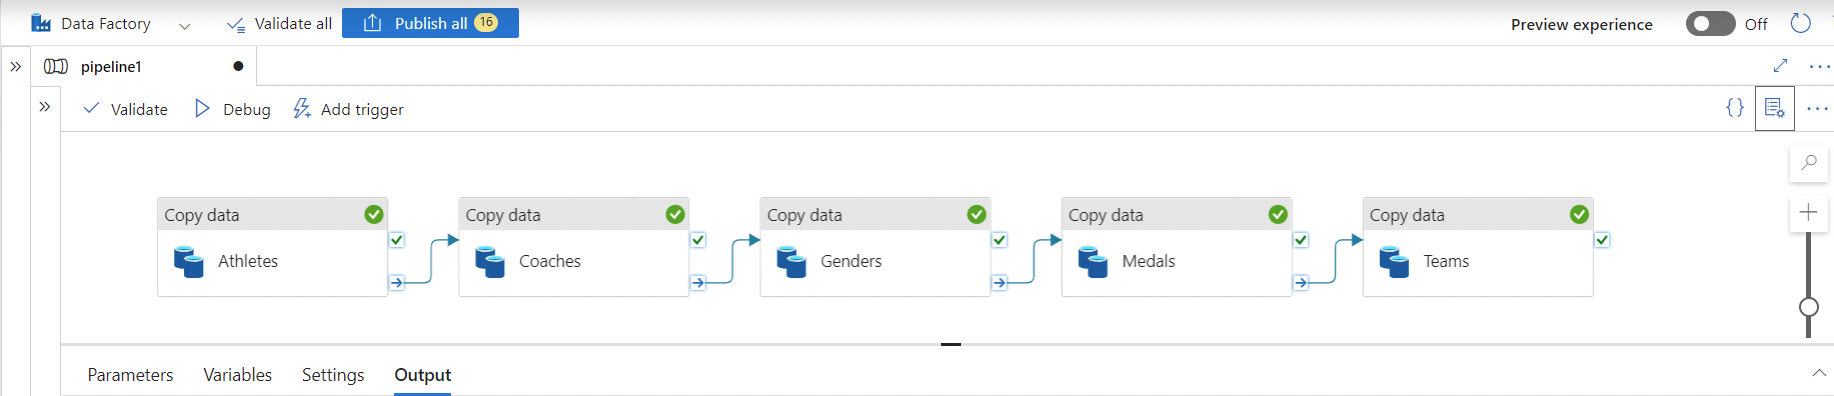 Data Factory Validate all Publish all 16 Preview experience Off
pipeline1
Validate Debug Add trigger {}
Copy data Copy data Copy data Copy data Copy data
Athletes Coaches Genders Medals Teams
Parameters Variables Settings Output